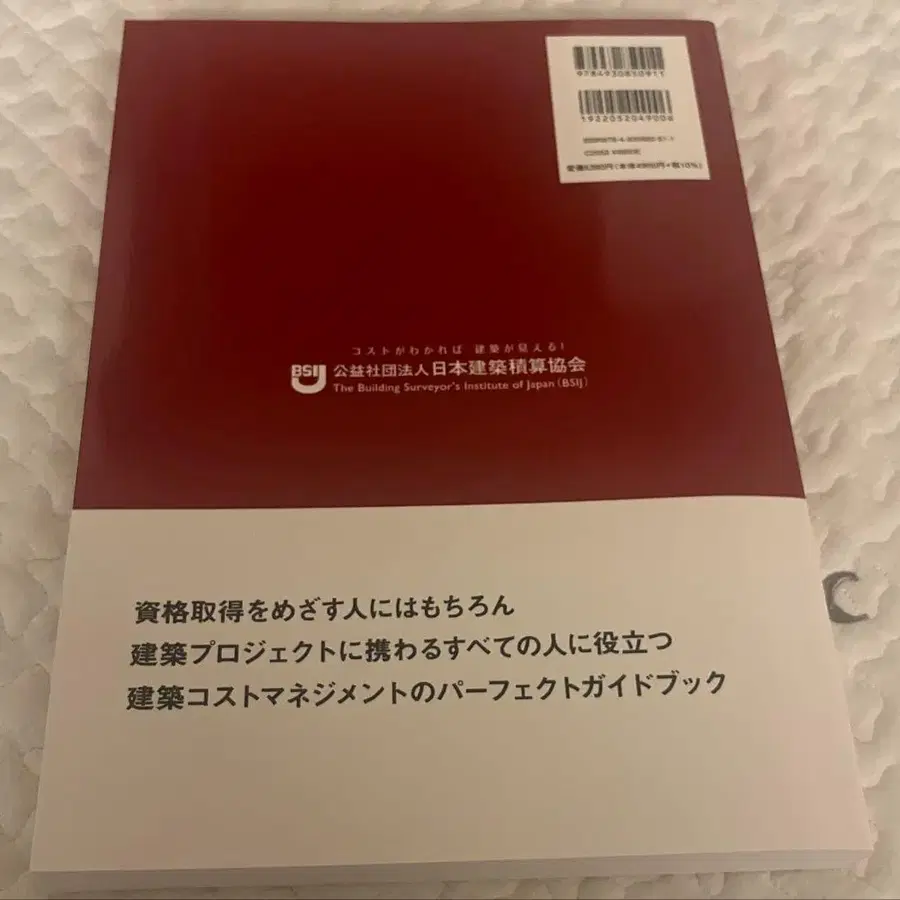 9784930850911
1922052049006
コストがわかれば 建築が見える!
BSIJ 公益社団法人日本建築積算協会
The Building Surveyor's Institute of Japan (BSIJ)
資格取得をめざす人にはもちろん
建築プロジェクトに携わるすべての人に役立つ
建築コストマネジメントのパーフェクトガイドブック